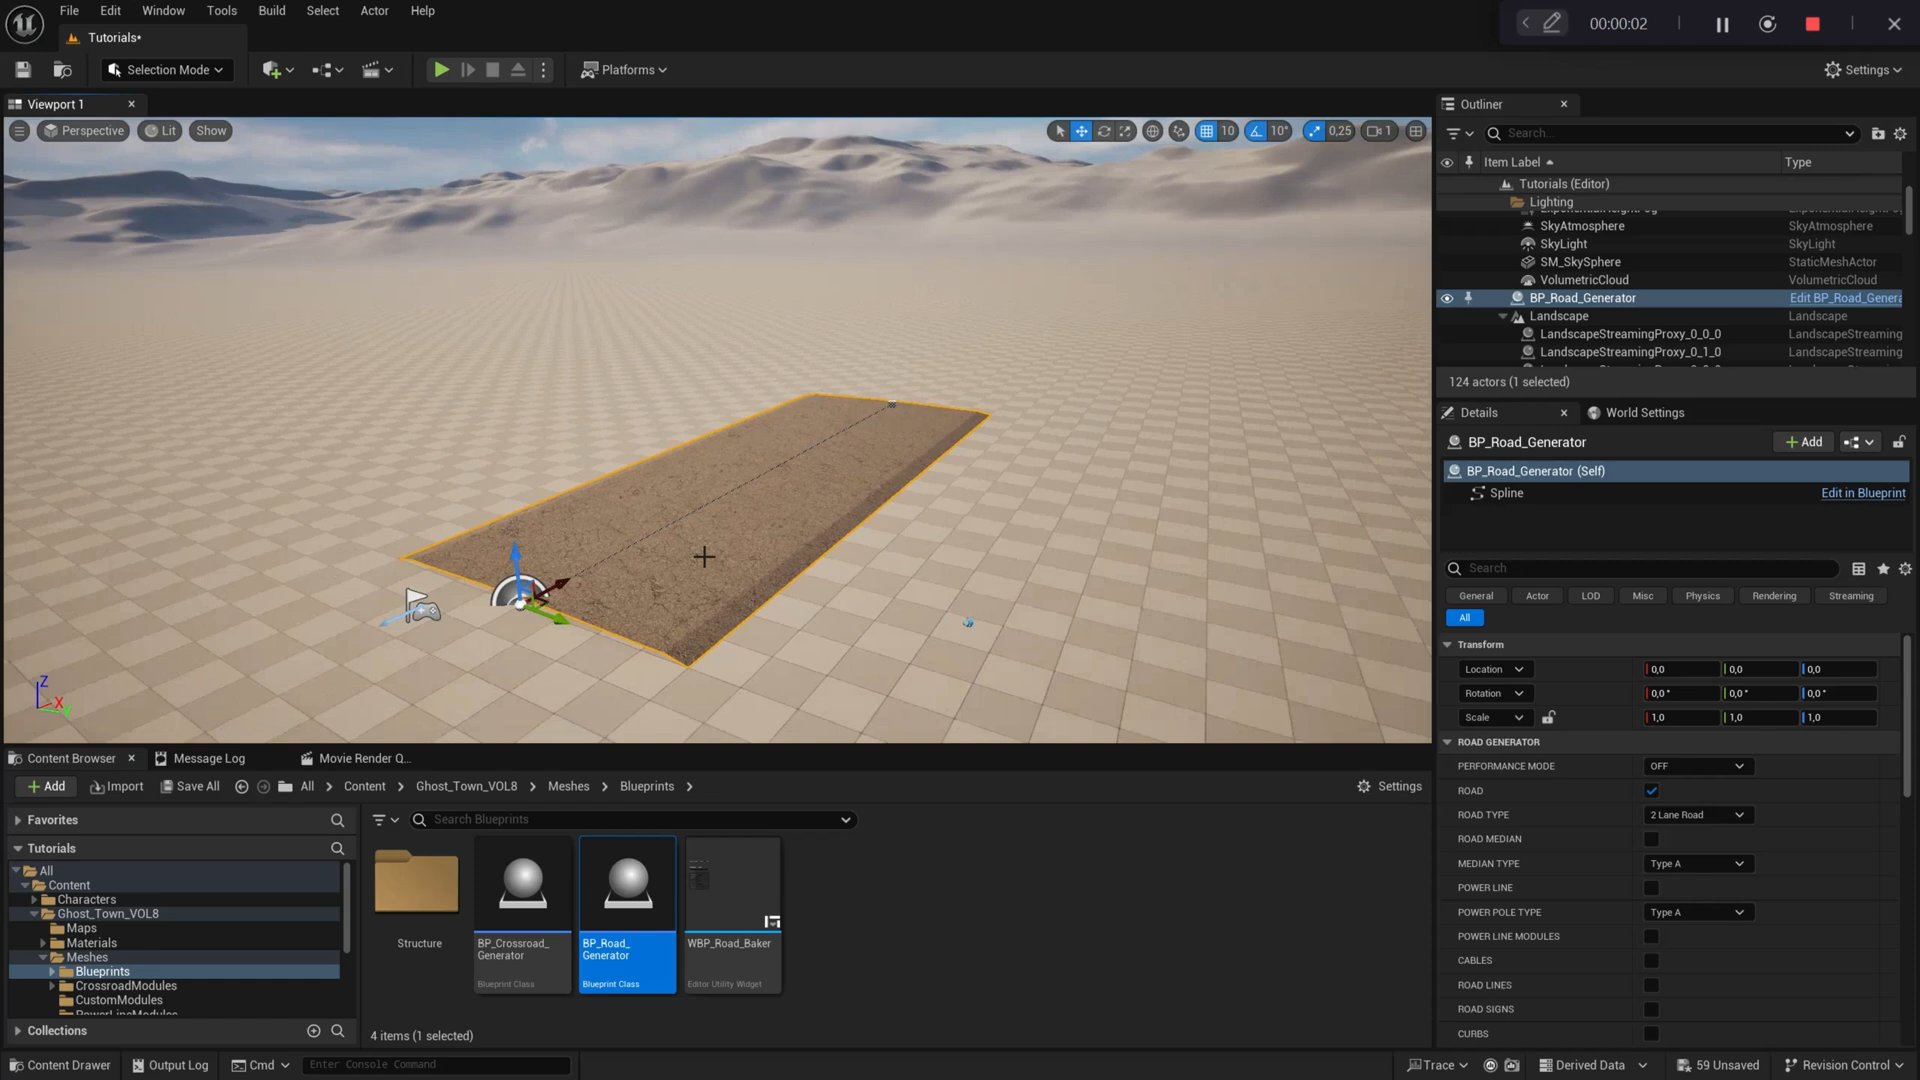 File Edit Window Tools Build Select Actor Help
00:00:02
Tutorials*
Selection Mode
Platforms
Settings
Viewport 1
Perspective Lit Show
10 10° 0,25 1
Outliner
Search...
Item Label Type
Tutorials (Editor)
Lighting
SkyAtmosphere SkyAtmosphere
SkyLight SkyLight
SM_SkySphere StaticMeshActor
VolumetricCloud VolumetricCloud
BP_Road_Generator Edit BP_Road_Genera
Landscape Landscape
LandscapeStreamingProxy_0_0_0 LandscapeStreaming
LandscapeStreamingProxy_0_1_0 LandscapeStreaming
124 actors (1 selected)
Details World Settings
BP_Road_Generator Add
BP_Road_Generator (Self)
Spline Edit in Blueprint
Search
General Actor LOD Misc Physics Rendering Streaming
All
Transform
Location 0,0 0,0 0,0
Rotation 0,0° 0,0° 0,0°
Scale 1,0 1,0 1,0
ROAD GENERATOR
PERFORMANCE MODE OFF
ROAD
ROAD TYPE 2 Lane Road
ROAD MEDIAN
MEDIAN TYPE Type A
POWER LINE
POWER POLE TYPE Type A
POWER LINE MODULES
CABLES
ROAD LINES
ROAD SIGNS
CURBS
Z
X
Y
Content Browser Message Log Movie Render Q...
Add Import Save All All Content Ghost_Town_VOL8 Meshes Blueprints Settings
Favorites
Tutorials
All
Content
Characters
Ghost_Town_VOL8
Maps
Materials
Meshes
Blueprints
CrossroadModules
CustomModules
Collections
Search Blueprints
Structure
BP_Crossroad_
Generator
Blueprint Class
BP_Road_
Generator
Blueprint Class
WBP_Road_Baker
Editor Utility Widget
4 items (1 selected)
Content Drawer Output Log Cmd Enter Console Command
Trace Derived Data 59 Unsaved Revision Control